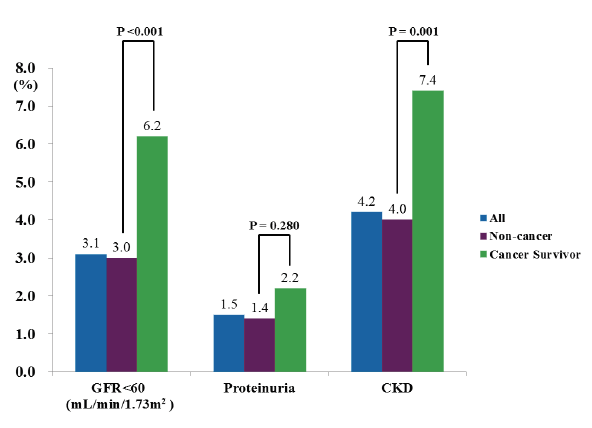 P <0.001
P = 0.001
8.0
(%)
7.0
6.0
5.0
4.0
3.0
2.0
1.0
0.0
3.1
3.0
6.2
P = 0.280
1.5
1.4
2.2
4.2
4.0
7.4
All
Non-cancer
Cancer Survivor
GFR<60
(mL/min/1.73m² )
Proteinuria
CKD